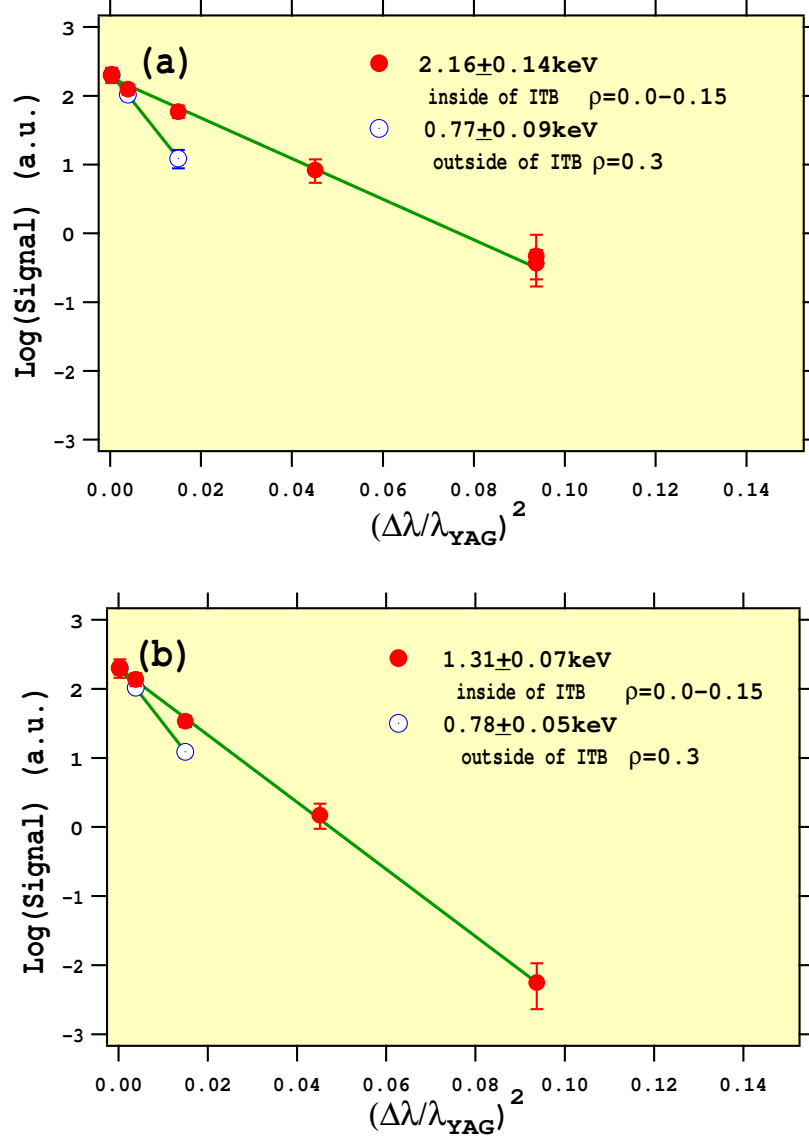 3
(a)
2.16±0.14keV
inside of ITB ρ=0.0-0.15
2
0.77±0.09keV
outside of ITB ρ=0.3
1
0
-1
-2
-3
Log(Signal) (a.u.)
0.00 0.02 0.04 0.06 0.08 0.10 0.12 0.14
(Δλ/λYAG)2
3
(b)
1.31±0.07keV
inside of ITB ρ=0.0-0.15
2
0.78±0.05keV
outside of ITB ρ=0.3
1
0
-1
-2
-3
Log(Signal) (a.u.)
0.00 0.02 0.04 0.06 0.08 0.10 0.12 0.14
(Δλ/λYAG)2